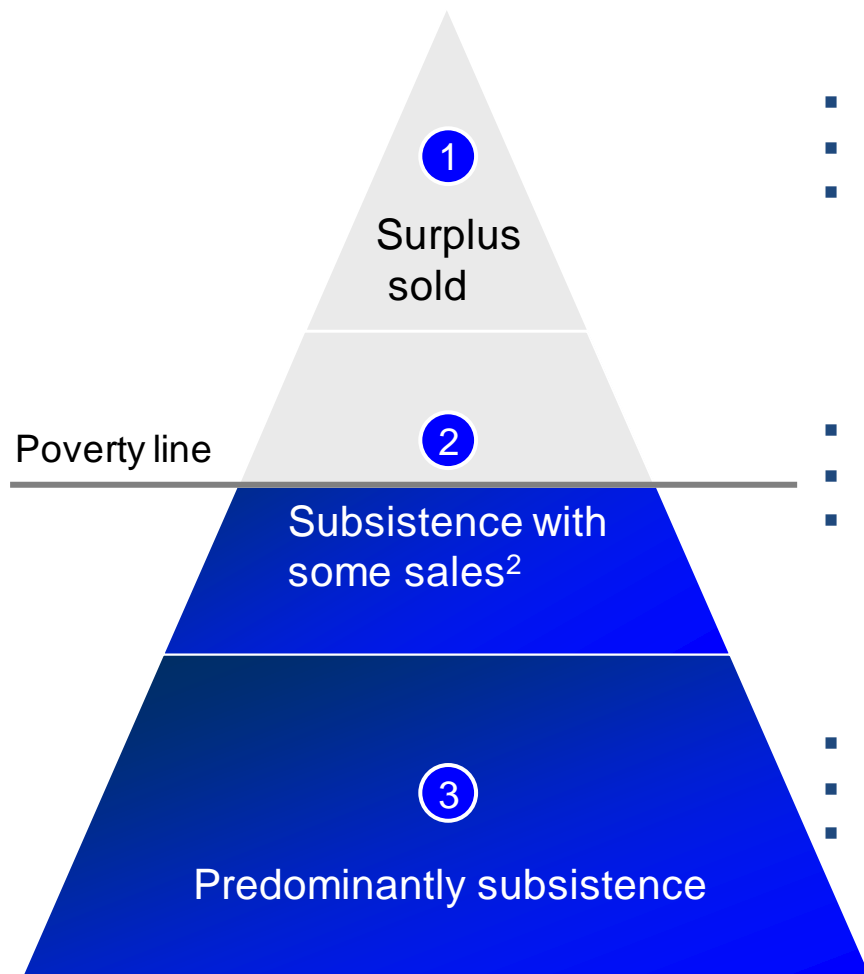 1
Surplus
sold
Poverty line
2
Subsistence with
some sales²
3
Predominantly subsistence